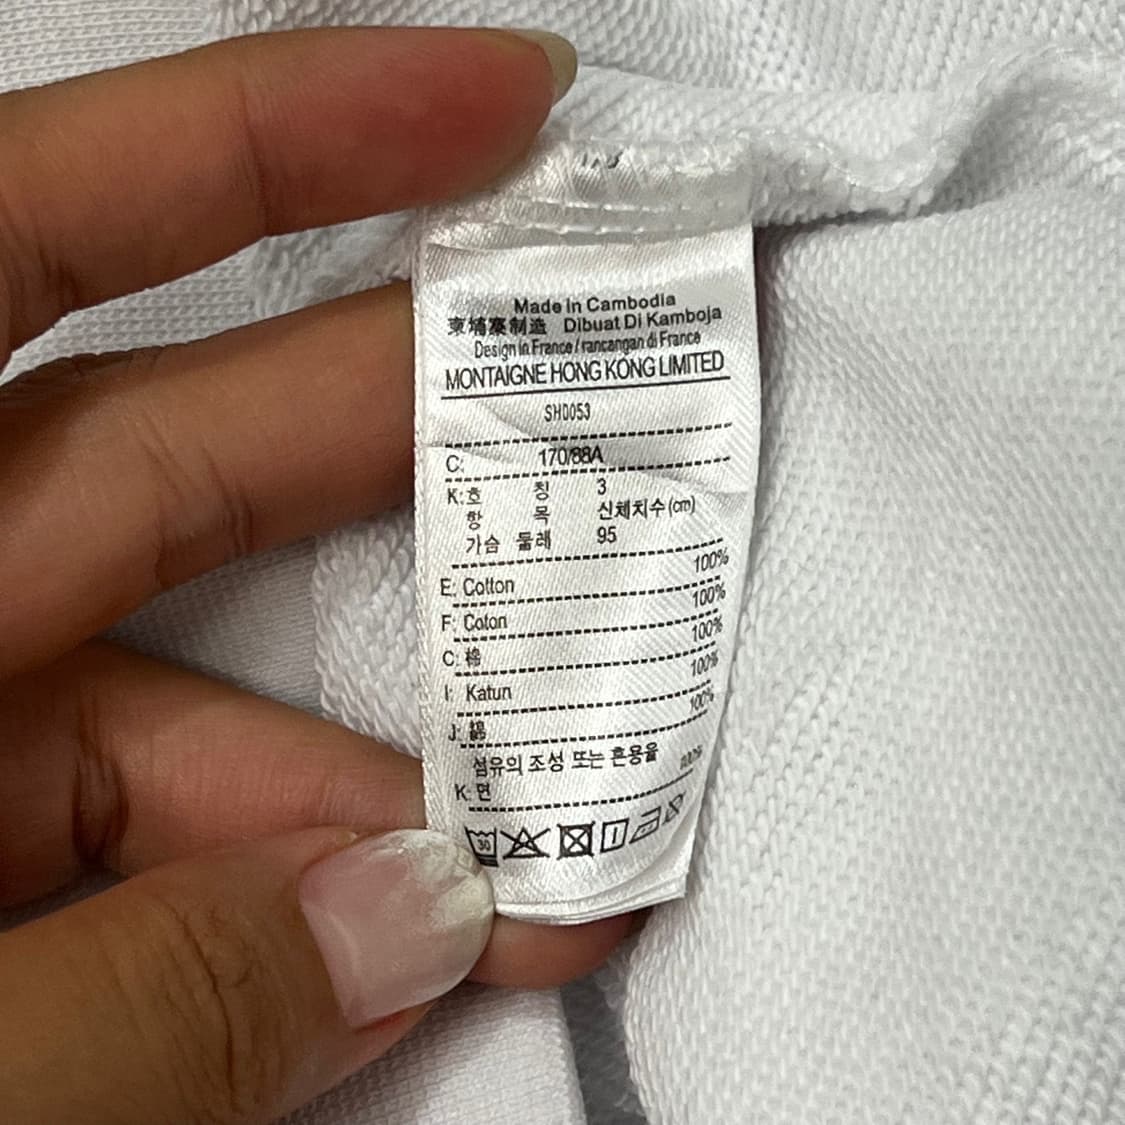 Made in Cambodia
柬埔寨制造 Dibuat Di Kamboja
Design in France / rancangan di France
MONTAIGNE HONG KONG LIMITED
SH0053
C: 170/88A
K: 호 칭 3
항 목 신체치수 (cm)
가슴 둘레 95
E: Cotton 100%
F: Coton 100%
C: 棉 100%
I: Katun 100%
J: 綿 100%
섬유의 조성 또는 혼용율
K: 면 100%
30